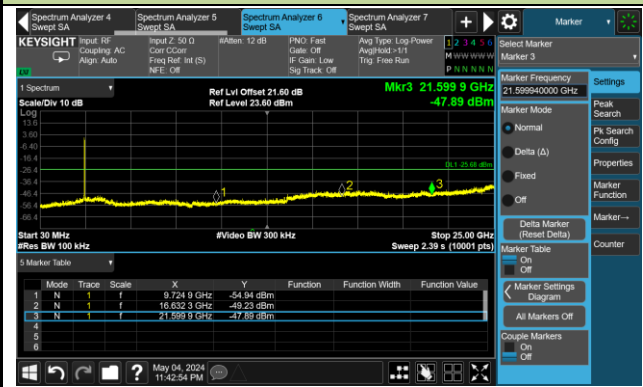 Spectrum Analyzer 4
Swept SA
Spectrum Analyzer 5
Swept SA
Spectrum Analyzer 6
Swept SA
Spectrum Analyzer 7
Swept SA
Marker
KEYSIGHT
Input: RF
Coupling: AC
Align: Auto
Input Z: 50 Ω
Corr CCorr
Freq Ref: Int (S)
NFE: Off
#Atten: 12 dB
PNO: Fast
Gate: Off
IF Gain: Low
Sig Track: Off
Avg Type: Log-Power
Avg|Hold:>1/1
Trig: Free Run
1 2 3 4 5 6
M W W W W W
P N N N N N
Select Marker
Marker 3
1 Spectrum
Scale/Div 10 dB
Ref Lvl Offset 21.60 dB
Ref Level 23.60 dBm
Mkr3 21.599 9 GHz
-47.89 dBm
Log
13.6
3.60
-6.40
-16.4
-26.4
-36.4
-46.4
-56.4
-66.4
DL1 -25.68 dBm
1
2
3
Start 30 MHz
#Res BW 100 kHz
#Video BW 300 kHz
Stop 25.00 GHz
Sweep 2.39 s (10001 pts)
5 Marker Table
Mode Trace Scale X Y Function Function Width Function Value
1 N 1 f 9.724 9 GHz -54.94 dBm
2 N 1 f 16.632 3 GHz -49.23 dBm
3 N 1 f 21.599 9 GHz -47.89 dBm
4
5
6
May 04, 2024
11:42:54 PM
Marker Frequency
21.599940000 GHz
Marker Mode
Normal
Delta (Δ)
Fixed
Off
Delta Marker
(Reset Delta)
Marker Table
On
Off
Marker Settings
Diagram
All Markers Off
Couple Markers
On
Off
Settings
Peak
Search
Pk Search
Config
Properties
Marker
Function
Marker→
Counter